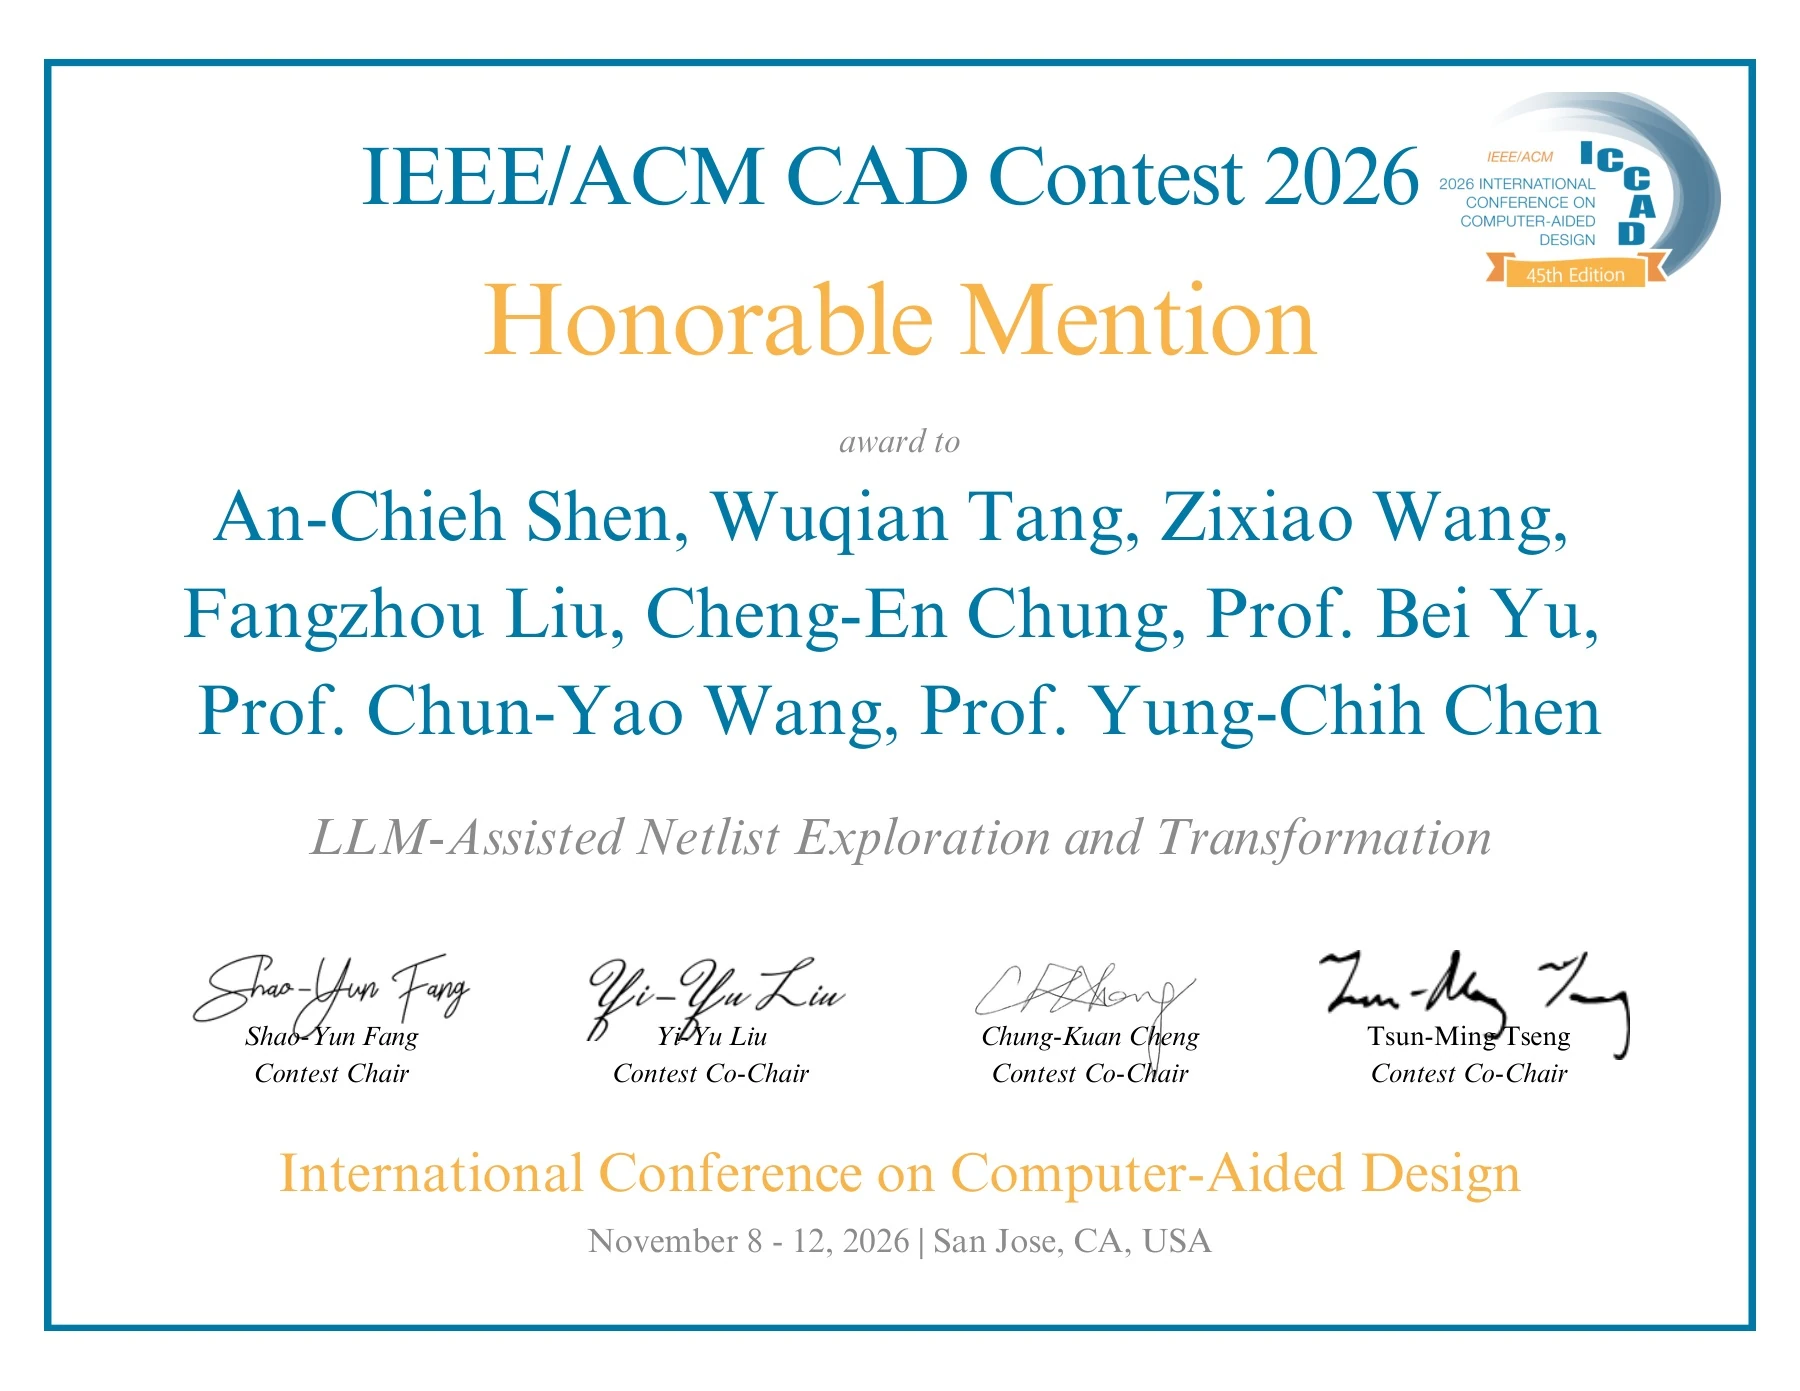 IEEE/ACM CAD Contest 2026
IEEE/ACM
ICCAD
2026 INTERNATIONAL
CONFERENCE ON
COMPUTER-AIDED
DESIGN
45th Edition
Honorable Mention
award to
An-Chieh Shen, Wuqian Tang, Zixiao Wang,
Fangzhou Liu, Cheng-En Chung, Prof. Bei Yu,
Prof. Chun-Yao Wang, Prof. Yung-Chih Chen
LLM-Assisted Netlist Exploration and Transformation
Shao-Yun Fang
Yi-Yu Liu
Shao-Yun Fang
Contest Chair
Yi-Yu Liu
Contest Co-Chair
Chung-Kuan Cheng
Contest Co-Chair
Tsun-Ming Tseng
Contest Co-Chair
International Conference on Computer-Aided Design
November 8 - 12, 2026 | San Jose, CA, USA